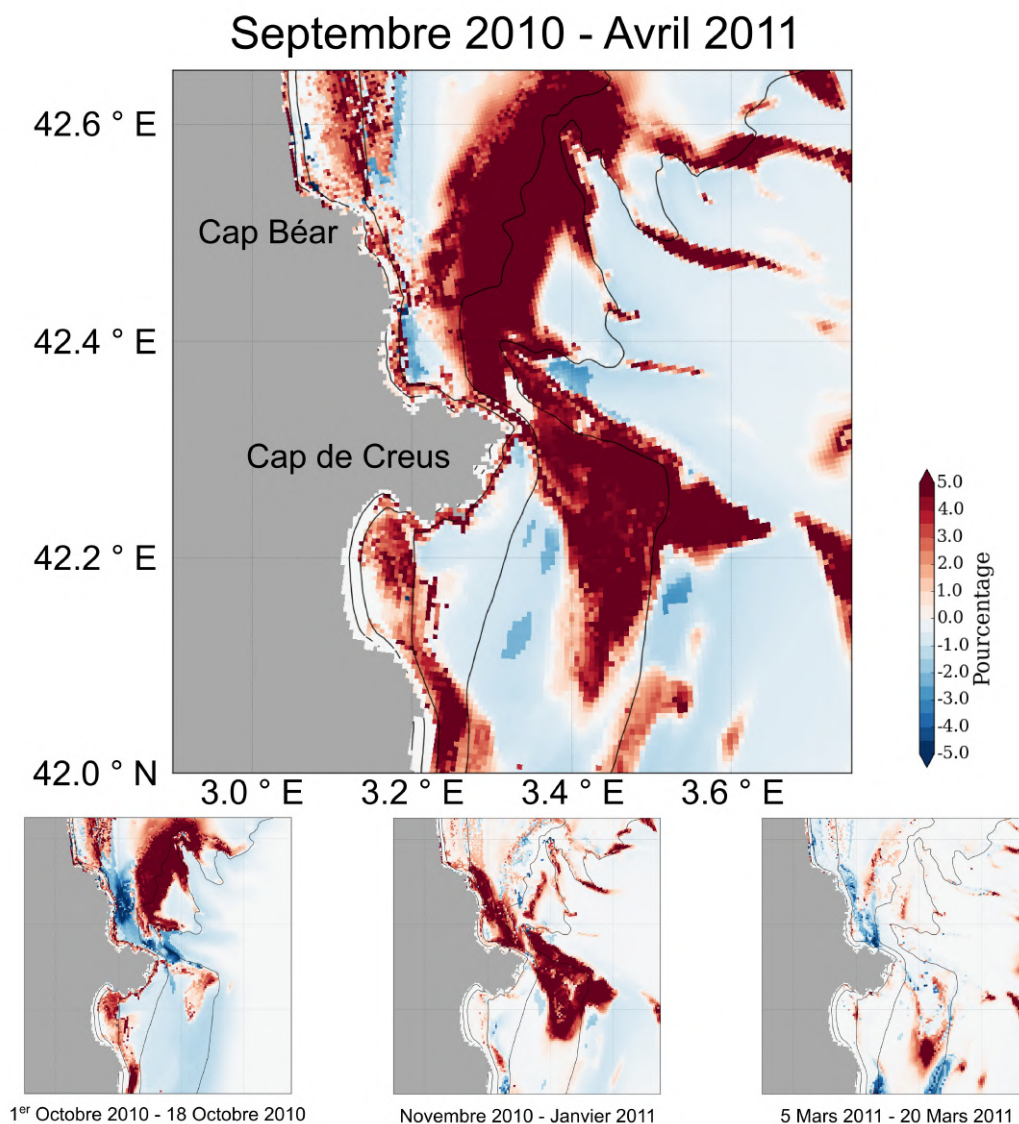 Septembre 2010 - Avril 2011
42.6 ° E
Cap Béar
42.4 ° E
Cap de Creus
42.2 ° E
42.0 ° N
3.0 ° E
3.2 ° E
3.4 ° E
3.6 ° E
5.0
4.0
3.0
2.0
1.0
0.0
-1.0
-2.0
-3.0
-4.0
-5.0
Pourcentage
1er Octobre 2010 - 18 Octobre 2010
Novembre 2010 - Janvier 2011
5 Mars 2011 - 20 Mars 2011